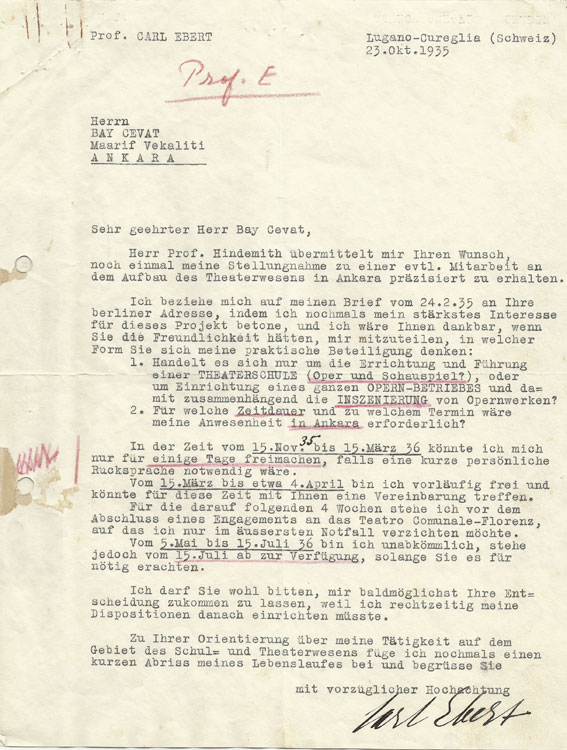 Prof. CARL EBERT
Lugano-Cureglia (Schweiz)
23.Okt.1935
Prof. E
Herrn
BAY CEVAT
Maarif Vekaliti
ANKARA
Sehr geehrter Herr Bay Cevat,
Herr Prof. Hindemith übermittelt mir Ihren Wunsch,
noch einmal meine Stellungnahme zu einer evtl. Mitarbeit an
dem Aufbau des Theaterwesens in Ankara präzisiert zu erhalten.
Ich beziehe mich auf meinen Brief vom 24.2.35 an Ihre
berliner Adresse, indem ich nochmals mein stärkstes Interesse
für dieses Projekt betone, und ich wäre Ihnen dankbar, wenn
Sie die Freundlichkeit hätten, mir mitzuteilen, in welcher
Form Sie sich meine praktische Beteiligung denken:
1. Handelt es sich nur um die Errichtung und Führung
einer THEATERSCHULE (Oper und Schauspiel?), oder
um Einrichtung eines ganzen OPERN-BETRIEBES und da=
mit zusammenhängend die INSZENIERUNG von Opernwerken?
2. Für welche Zeitdauer und zu welchem Termin wäre
meine Anwesenheit in Ankara erforderlich?
In der Zeit vom 15.Nov. 35 bis 15.März 36 könnte ich mich
nur für einige Tage freimachen, falls eine kurze persönliche
Rucksprache notwendig wäre.
Vom 15.März bis etwa 4.April bin ich vorläufig frei und
könnte für diese Zeit mit Ihnen eine Vereinbarung treffen.
Für die darauf folgenden 4 Wochen stehe ich vor dem
Abschluss eines Engagements an das Teatro Comunale-Florenz,
auf das ich nur im äussersten Notfall verzichten möchte.
Vom 5.Mai bis 15.Juli 36 bin ich unabkömmlich, stehe
jedoch vom 15.Juli ab zur Verfügung, solange Sie es für
nötig erachten.
Ich darf Sie wohl bitten, mir baldmöglichst Ihre Ent=
scheidung zukommen zu lassen, weil ich rechtzeitig meine
Dispositionen danach einrichten müsste.
Zu Ihrer Orientierung über meine Tätigkeit auf dem
Gebiet des Schul= und Theaterwesens füge ich nochmals einen
kurzen Abriss meines Lebenslaufes bei und begrüsse Sie
mit vorzüglicher Hochachtung
Carl Ebert